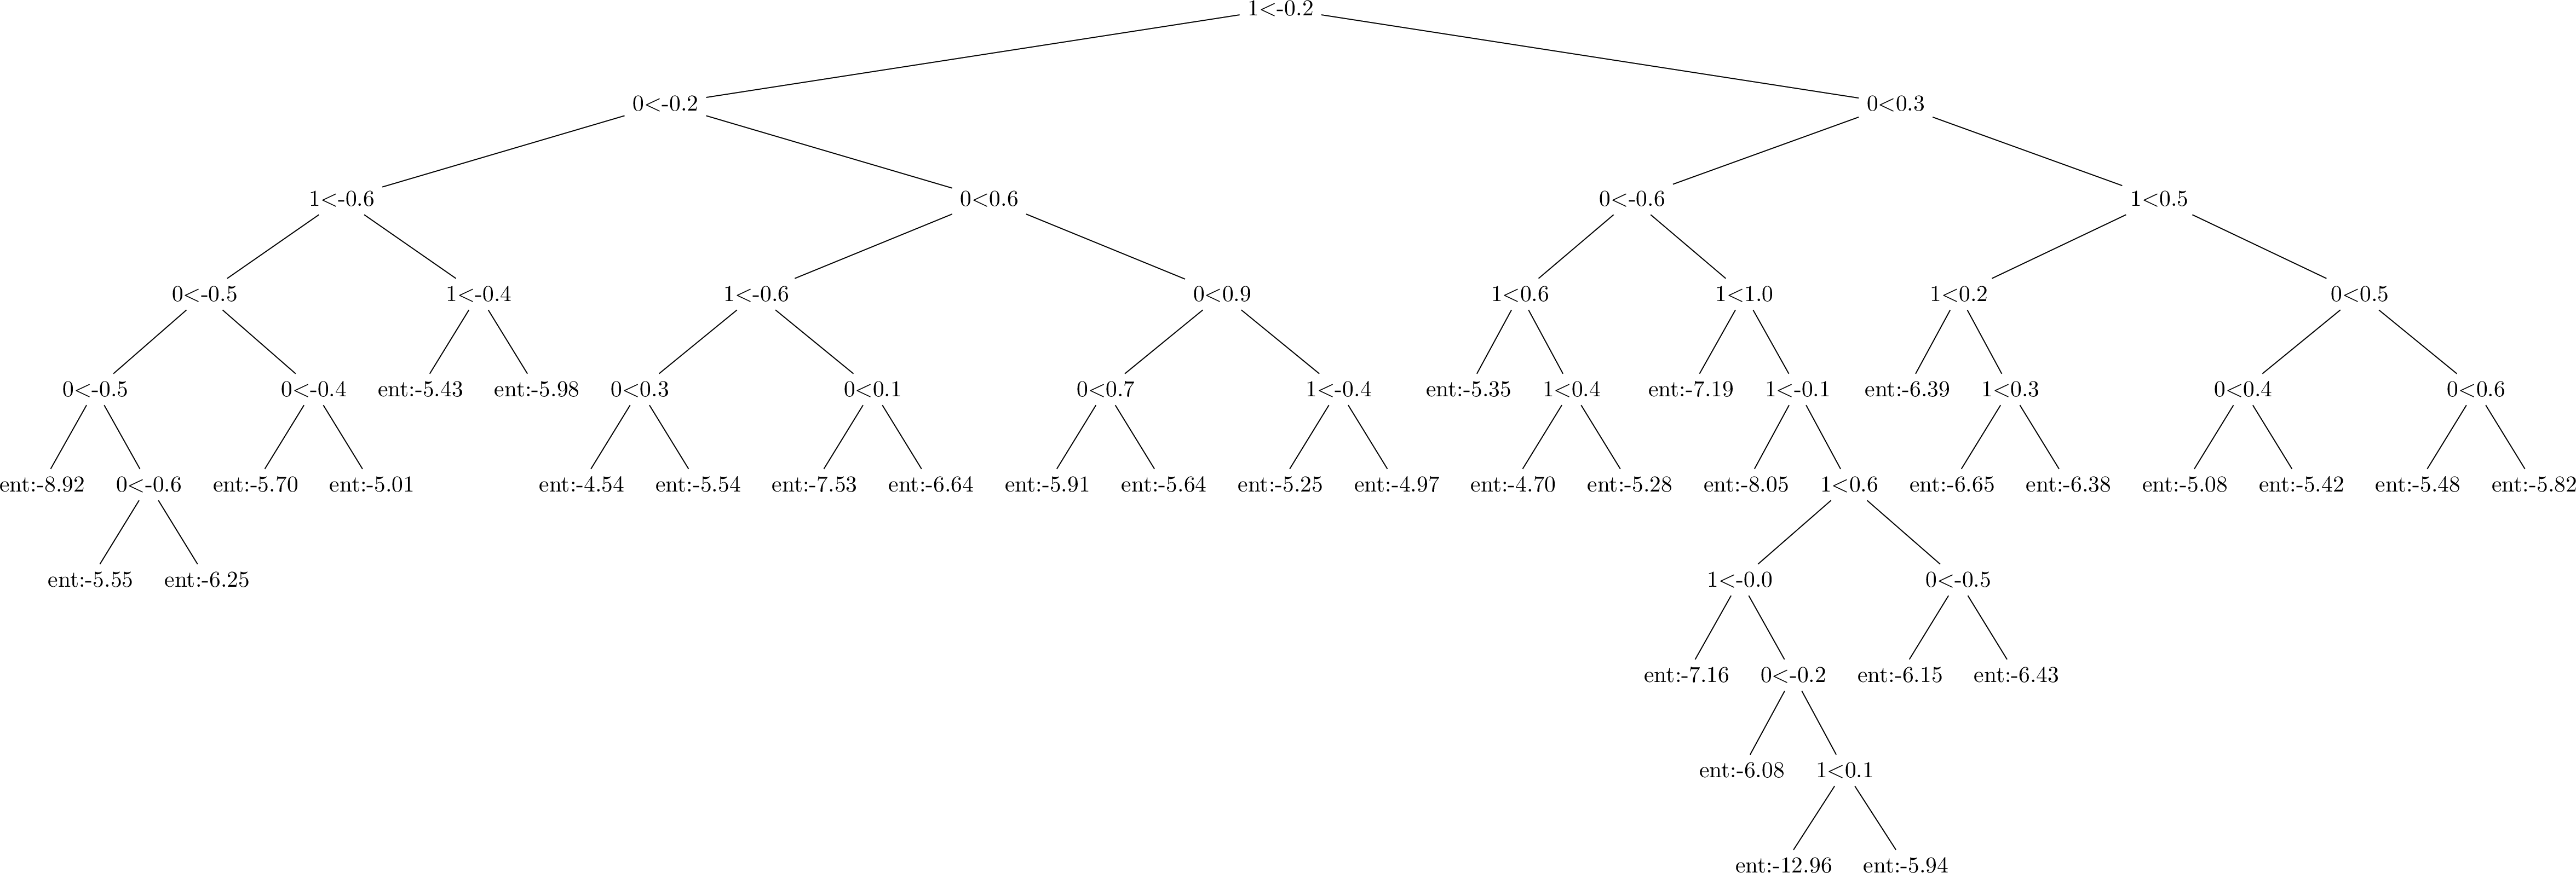 1<-0.2
0<-0.2 0<0.3
1<-0.6 0<0.6 0<-0.6 1<0.5
0<-0.5 1<-0.4 1<-0.6 0<0.9 1<0.6 1<1.0 1<0.2 0<0.5
0<-0.5 0<-0.4 ent:-5.43 ent:-5.98 0<0.3 0<0.1 0<0.7 1<-0.4 ent:-5.35 1<0.4 ent:-7.19 1<-0.1 ent:-6.39 1<0.3 0<0.4 0<0.6
ent:-8.92 0<-0.6 ent:-5.70 ent:-5.01 ent:-4.54 ent:-5.54 ent:-7.53 ent:-6.64 ent:-5.91 ent:-5.64 ent:-5.25 ent:-4.97 ent:-4.70 ent:-5.28 ent:-8.05 1<0.6 ent:-6.65 ent:-6.38 ent:-5.08 ent:-5.42 ent:-5.48 ent:-5.82
ent:-5.55 ent:-6.25 1<-0.0 0<-0.5
ent:-7.16 0<-0.2 ent:-6.15 ent:-6.43
ent:-6.08 1<0.1
ent:-12.96 ent:-5.94